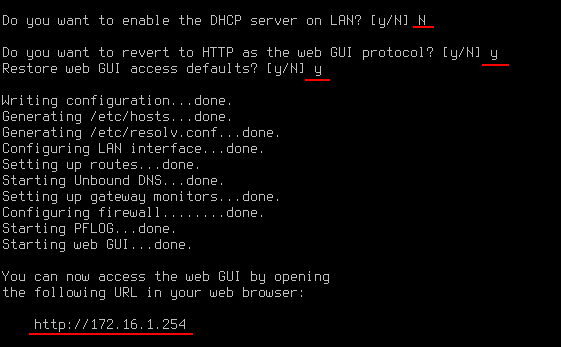 Do you want to enable the DHCP server on LAN? [y/N] N
Do you want to revert to HTTP as the web GUI protocol? [y/N] y
Restore web GUI access defaults? [y/N] y
Writing configuration...done.
Generating /etc/hosts...done.
Generating /etc/resolv.conf...done.
Configuring LAN interface...done.
Setting up routes...done.
Starting Unbound DNS...done.
Setting up gateway monitors...done.
Configuring firewall........done.
Starting PFLOG...done.
Starting web GUI...done.
You can now access the web GUI by opening
the following URL in your web browser:
http://172.16.1.254